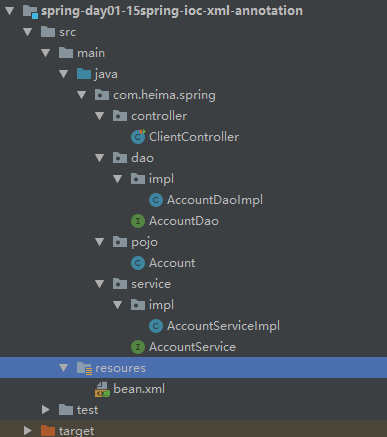 spring-day01-15spring-ioc-xml-annotation
src
main
java
com.heima.spring
controller
ClientController
dao
impl
AccountDaoImpl
AccountDao
pojo
Account
service
impl
AccountServiceImpl
AccountService
resoures
bean.xml
test
target